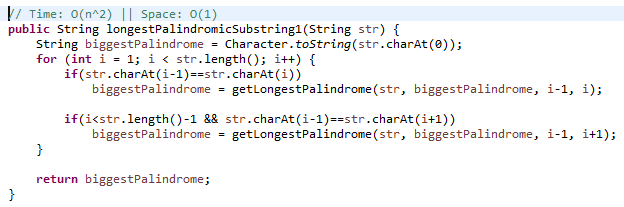 // Time: O(n^2) || Space: O(1)
public String longestPalindromicSubstring1(String str) {
    String biggestPalindrome = Character.toString(str.charAt(0));
    for (int i = 1; i < str.length(); i++) {
        if(str.charAt(i-1)==str.charAt(i))
            biggestPalindrome = getLongestPalindrome(str, biggestPalindrome, i-1, i);

        if(i<str.length()-1 && str.charAt(i-1)==str.charAt(i+1))
            biggestPalindrome = getLongestPalindrome(str, biggestPalindrome, i-1, i+1);
    }

    return biggestPalindrome;
}